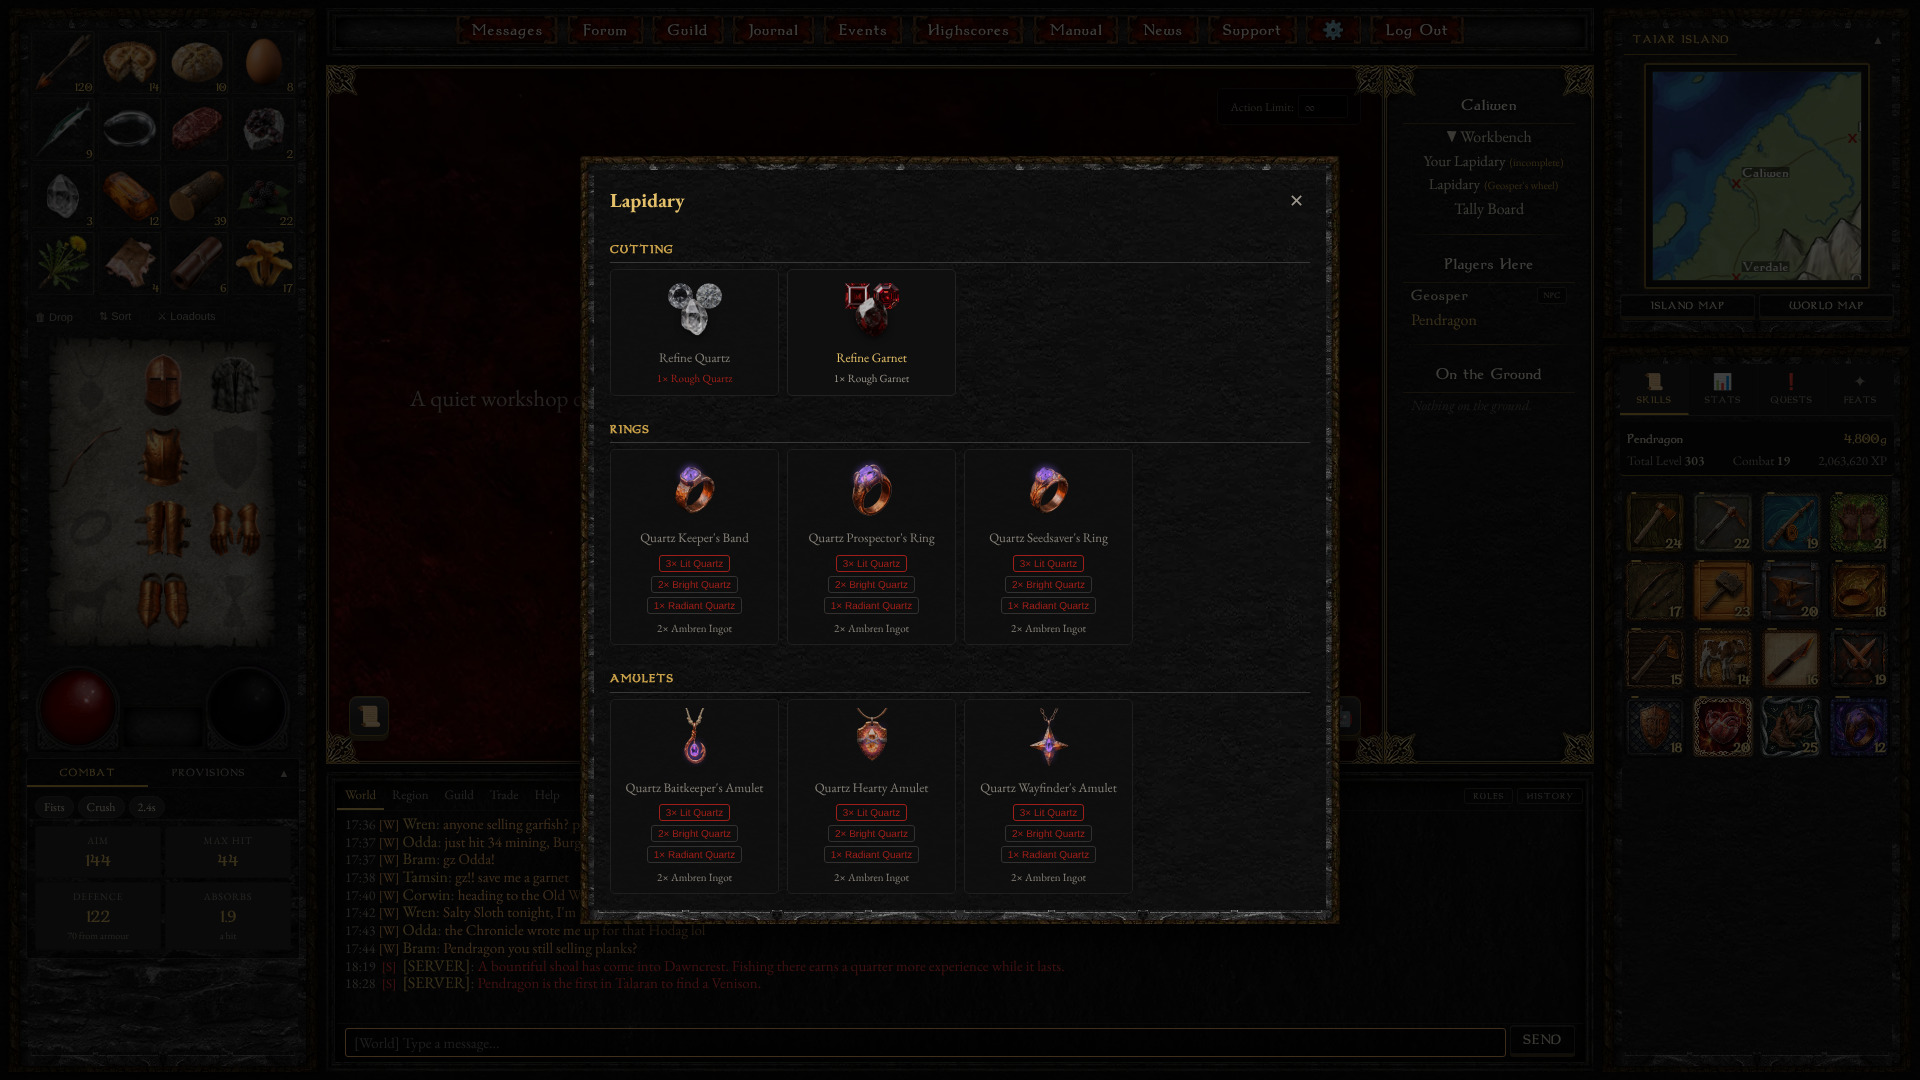 120
14
10
8
9
2
3
12
39
22
4
6
17
Drop
Sort
Loadouts
COMBAT
PROVISIONS
Fists
Crush
2.4s
AIM
144
MAX HIT
44
DEFENCE
122
70 from armour
ABSORBS
1.9
a hit
Messages
Forum
Guild
Journal
Events
Highscores
Manual
News
Support
Log Out
Action Limit: ∞
A quiet workshop
Lapidary
CUTTING
Refine Quartz
1× Rough Quartz
Refine Garnet
1× Rough Garnet
RINGS
Quartz Keeper's Band
3× Lit Quartz
2× Bright Quartz
1× Radiant Quartz
2× Ambren Ingot
Quartz Prospector's Ring
3× Lit Quartz
2× Bright Quartz
1× Radiant Quartz
2× Ambren Ingot
Quartz Seedsaver's Ring
3× Lit Quartz
2× Bright Quartz
1× Radiant Quartz
2× Ambren Ingot
AMULETS
Quartz Baitkeeper's Amulet
3× Lit Quartz
2× Bright Quartz
1× Radiant Quartz
2× Ambren Ingot
Quartz Hearty Amulet
3× Lit Quartz
2× Bright Quartz
1× Radiant Quartz
2× Ambren Ingot
Quartz Wayfinder's Amulet
3× Lit Quartz
2× Bright Quartz
1× Radiant Quartz
2× Ambren Ingot
World
Region
Guild
Trade
Help
RULES
HISTORY
17:36 [W] Wren: anyone selling garfish?
17:37 [W] Odda: just hit 34 mining,
17:37 [W] Bram: gz Odda!
17:38 [W] Tamsin: gz!! save me a garnet
17:40 [W] Corwin: heading to the Old
17:42 [W] Wren: Salty Sloth tonight, I'm
17:43 [W] Odda: the Chronicle wrote me up for that Hodag lol
17:44 [W] Bram: Pendragon you still selling planks?
18:19 [S] [SERVER]: A bountiful shoal has come into Dawncrest. Fishing there earns a quarter more experience while it lasts.
18:28 [S] [SERVER]: Pendragon is the first in Talaran to find a Venison.
[World] Type a message...
SEND
Caliwen
▼ Workbench
Your Lapidary (incomplete)
Lapidary (Geosper's wheel)
Tally Board
Players Here
Geosper NPC
Pendragon
On the Ground
Nothing on the ground.
TAIAR ISLAND
Caliwen
Verdale
ISLAND MAP
WORLD MAP
SKILLS
STATS
QUESTS
FEATS
Pendragon 4,800g
Total Level 303 Combat 19 2,063,620 XP
24
22
19
21
17
23
20
18
15
14
16
19
18
20
25
12